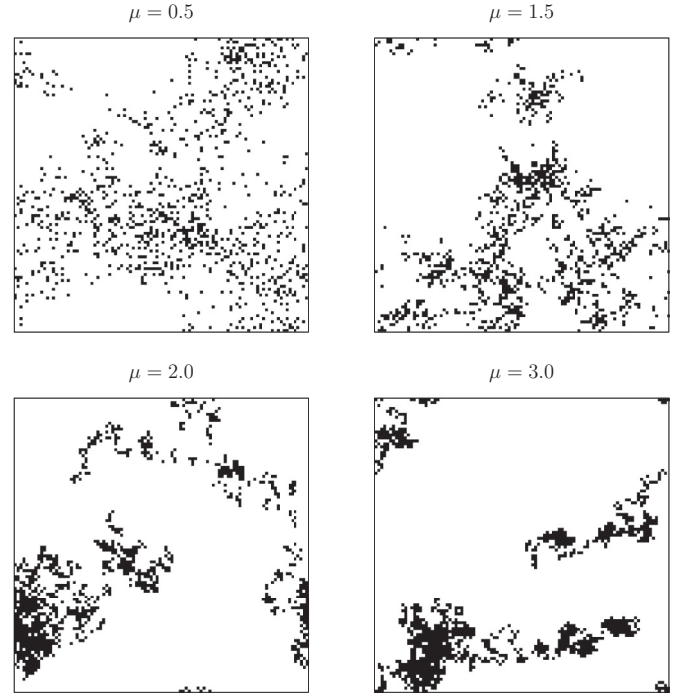 μ = 0.5
μ = 1.5
μ = 2.0
μ = 3.0